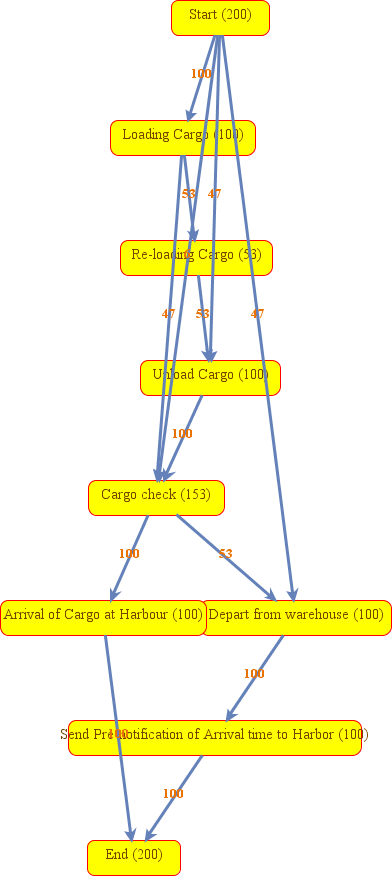 Start (200)
100
Loading Cargo (100)
53
47
Re-loading Cargo (53)
47
53
47
Unload Cargo (100)
100
Cargo check (153)
100
53
Arrival of Cargo at Harbour (100)
Depart from warehouse (100)
100
Send Pre-notification of Arrival time to Harbor (100)
100
100
End (200)